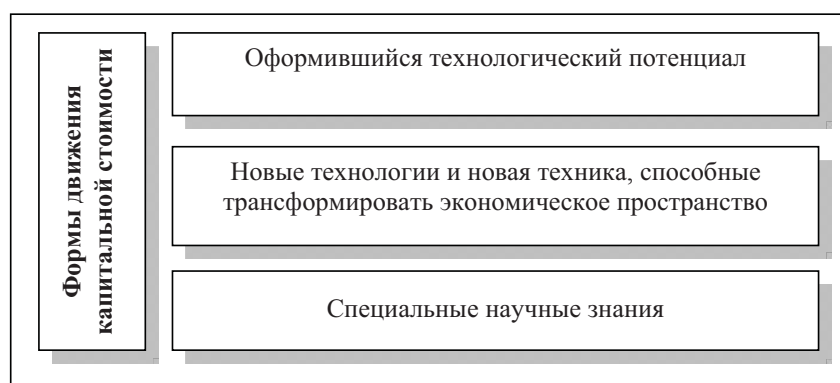 Формы движения
капитальной стоимости
Оформившийся технологический потенциал
Новые технологии и новая техника, способные
трансформировать экономическое пространство
Специальные научные знания